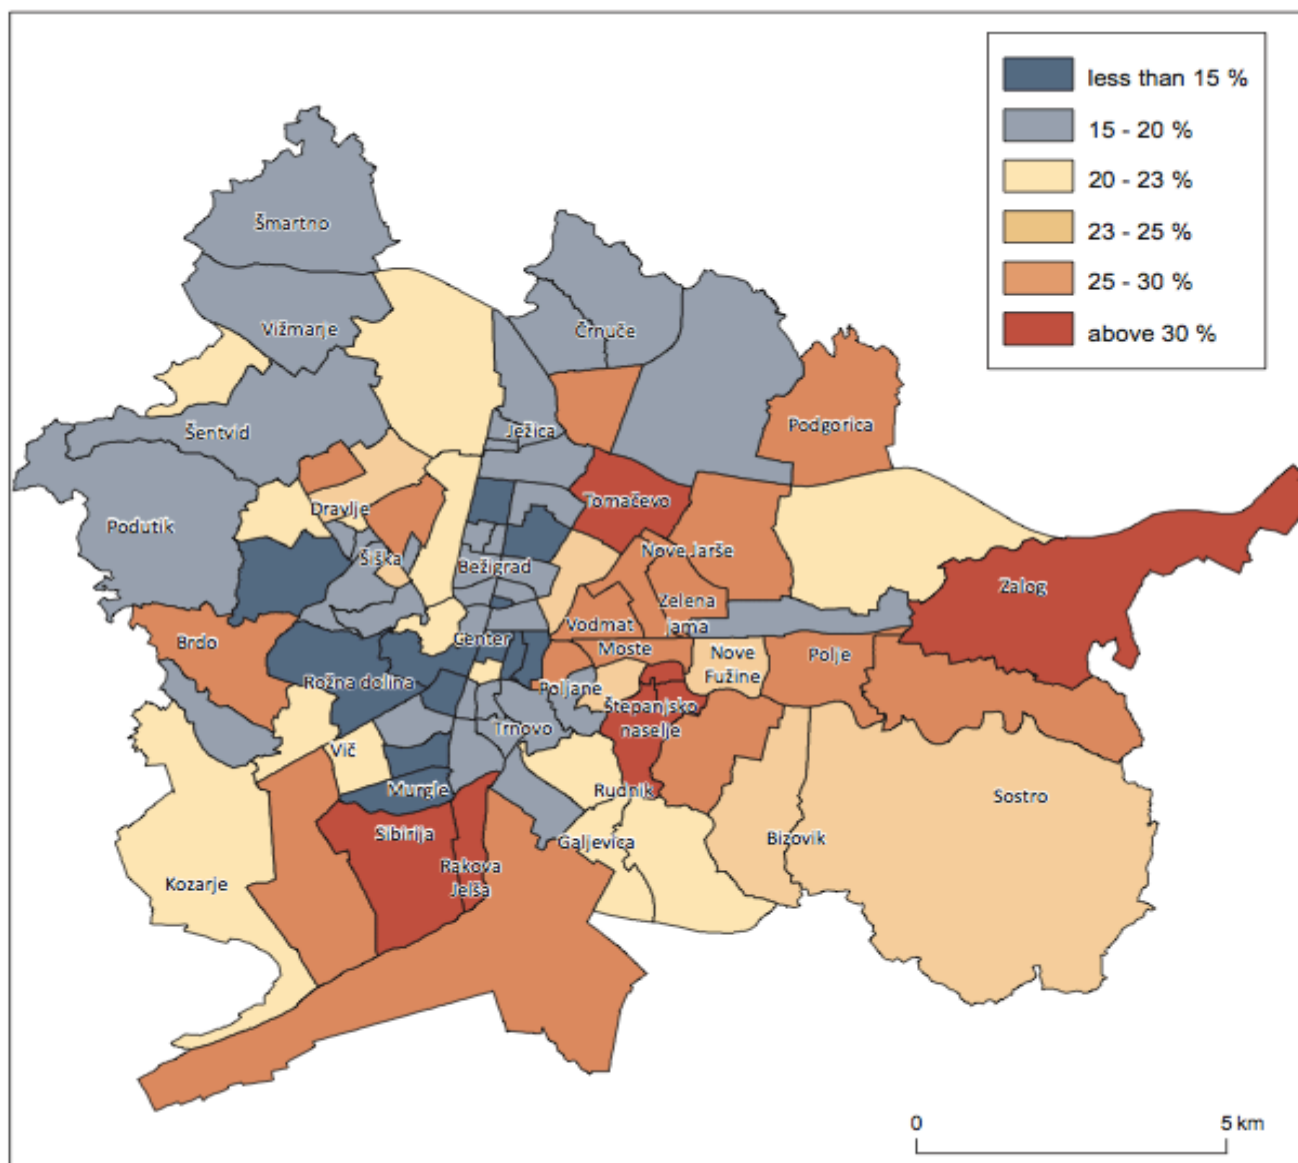 less than 15 %
15 - 20 %
20 - 23 %
23 - 25 %
25 - 30 %
above 30 %
Šmartno
Vižmarje
Črnuče
Šentvid
Ježica
Podgorica
Dravlje
Tomačevo
Podutik
Šiška
Bežigrad
Nove Jarše
Zalog
Zelena
jama
Brdo
Center
Vodmat
Moste
Nove
Fužine
Polje
Rožna dolina
Poljane
Štepanjsko
naselje
Trnovo
Vič
Murgle
Rudnik
Sostro
Sibirija
Galjevica
Bizovik
Rakova
Jelša
Kozarje
0 5 km